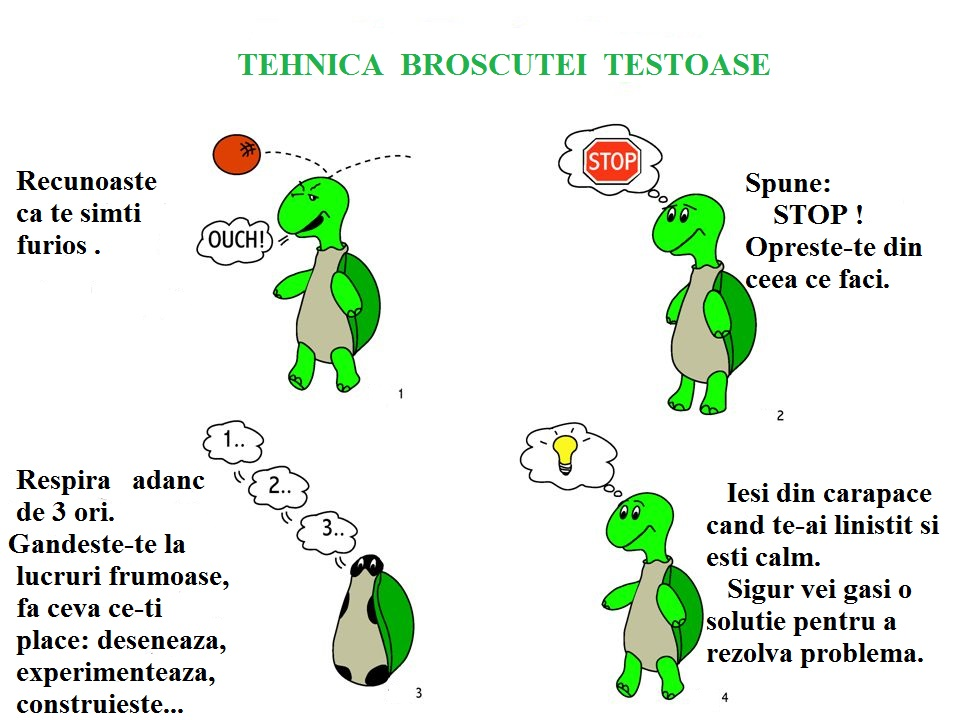 TEHNICA BROSCUTEI TESTOASE
Recunoaste
ca te simti
furios .
OUCH!
1
STOP
Spune:
STOP !
Opreste-te din
ceea ce faci.
2
1..
2..
3..
Respira adanc
de 3 ori.
Gandeste-te la
lucruri frumoase,
fa ceva ce-ti
place: deseneaza,
experimenteaza,
construieste...
3
Iesi din carapace
cand te-ai linistit si
esti calm.
Sigur vei gasi o
solutie pentru a
rezolva problema.
4